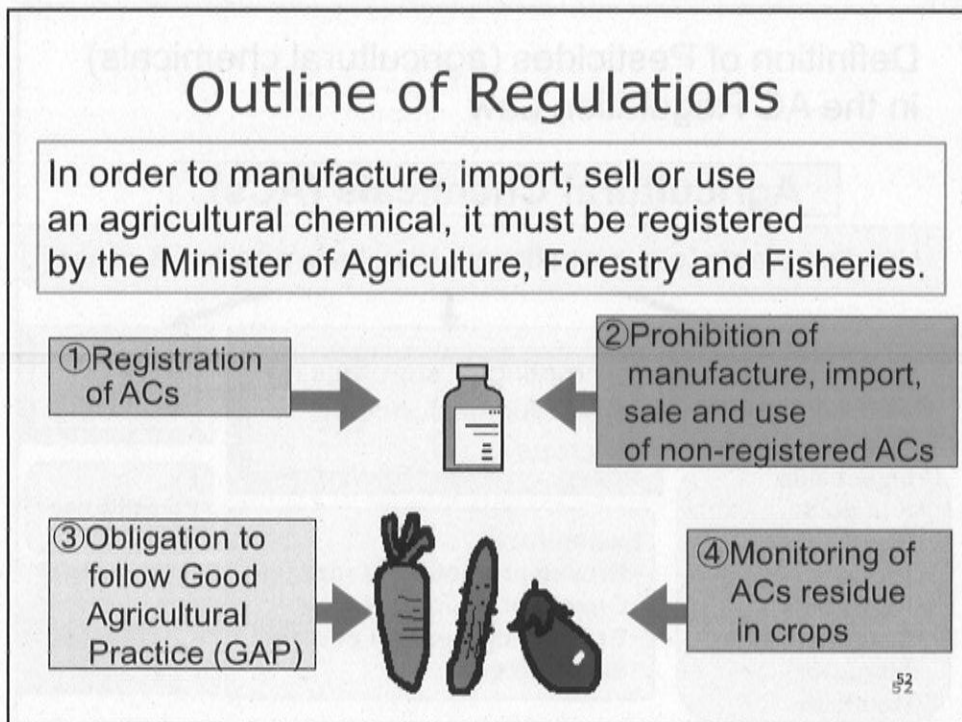 Outline of Regulations
In order to manufacture, import, sell or use
an agricultural chemical, it must be registered
by the Minister of Agriculture, Forestry and Fisheries.
①Registration
of ACs
②Prohibition of
manufacture, import,
sale and use
of non-registered ACs
③Obligation to
follow Good
Agricultural
Practice (GAP)
④Monitoring of
ACs residue
in crops
52
52